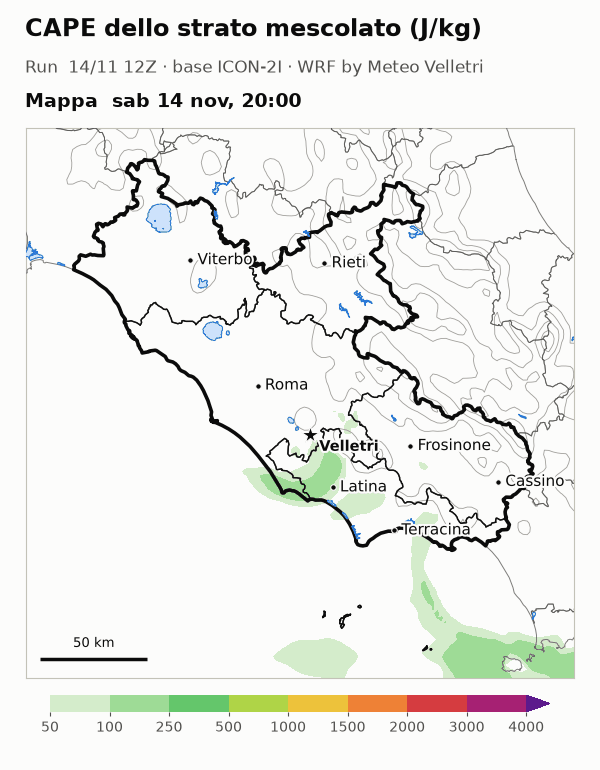 CAPE dello strato mescolato (J/kg)
Run  14/11 12Z · base ICON-2I · WRF by Meteo Velletri
Mappa  sab 14 nov, 20:00
Viterbo
Rieti
Roma
Velletri
Frosinone
Latina
Cassino
Terracina
50 km
50 100 250 500 1000 1500 2000 3000 4000